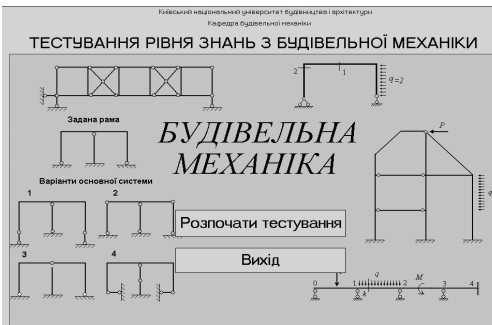 Київський національний університет будівництва і архітектури
Кафедра будівельної механіки
ТЕСТУВАННЯ РІВНЯ ЗНАНЬ З БУДІВЕЛЬНОЇ МЕХАНІКИ
2
1
q=2
Задана рама
БУДІВЕЛЬНА
МЕХАНІКА
P
q
Варіанти основної системи
1
2
Розпочати тестування
3
4
Вихід
q
M
0
1
2
3
4
k